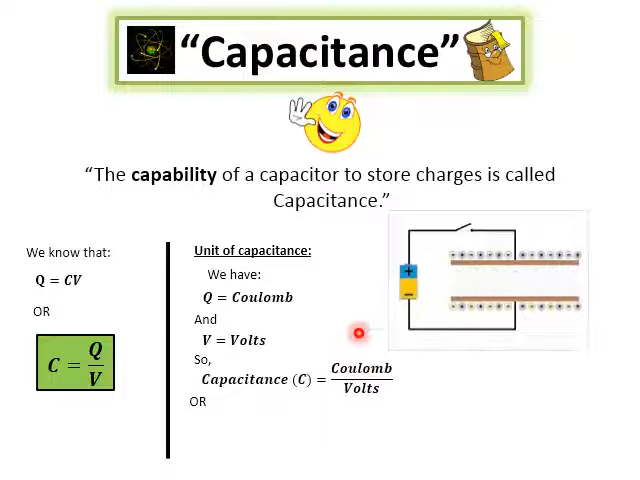 “Capacitance”
“The capability of a capacitor to store charges is called
Capacitance.”
We know that:
Q = CV
OR
C = Q/V
Unit of capacitance:
We have:
Q = Coulomb
And
V = Volts
So,
Capacitance (C) = Coulomb/Volts
OR
+
−